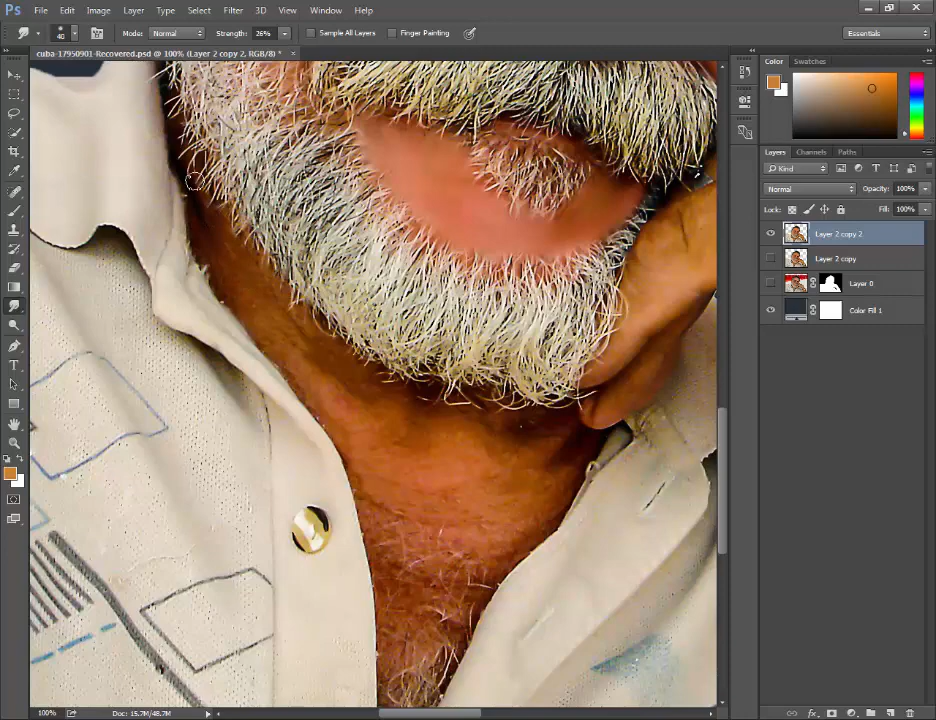 Ps File Edit Image Layer Type Select Filter 3D View Window Help
40 Mode: Normal Strength: 26% Sample All Layers Finger Painting Essentials
cuba-17950901-Recovered.psd @ 100% (Layer 2 copy 2, RGB/8) * ×
Color Swatches
Layers Channels Paths
Kind
Normal Opacity: 100%
Lock: Fill: 100%
Layer 2 copy 2
Layer 2 copy
Layer 0
Color Fill 1
100% Doc: 15.7M/48.7M
fx